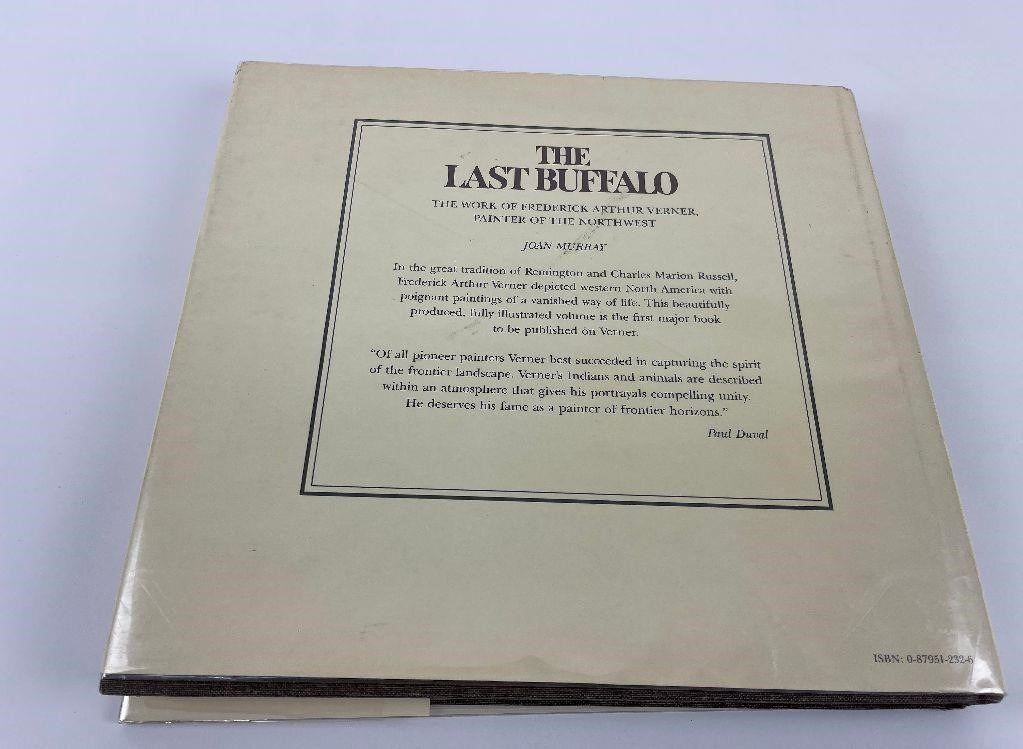 THE
LAST BUFFALO
THE WORK OF FREDERICK ARTHUR VERNER,
PAINTER OF THE NORTHWEST
JOAN MURRAY
In the great tradition of Remington and Charles Marion Russell,
Frederick Arthur Verner depicted western North America with
poignant paintings of a vanished way of life. This beautifully
produced, fully illustrated volume is the first major book
to be published on Verner.
“Of all pioneer painters Verner best succeeded in capturing the spirit
of the frontier landscape. Verner’s Indians and animals are described
within an atmosphere that gives his portrayals compelling unity.
He deserves his fame as a painter of frontier horizons.”
Paul Duval
ISBN: 0-87951-232-6